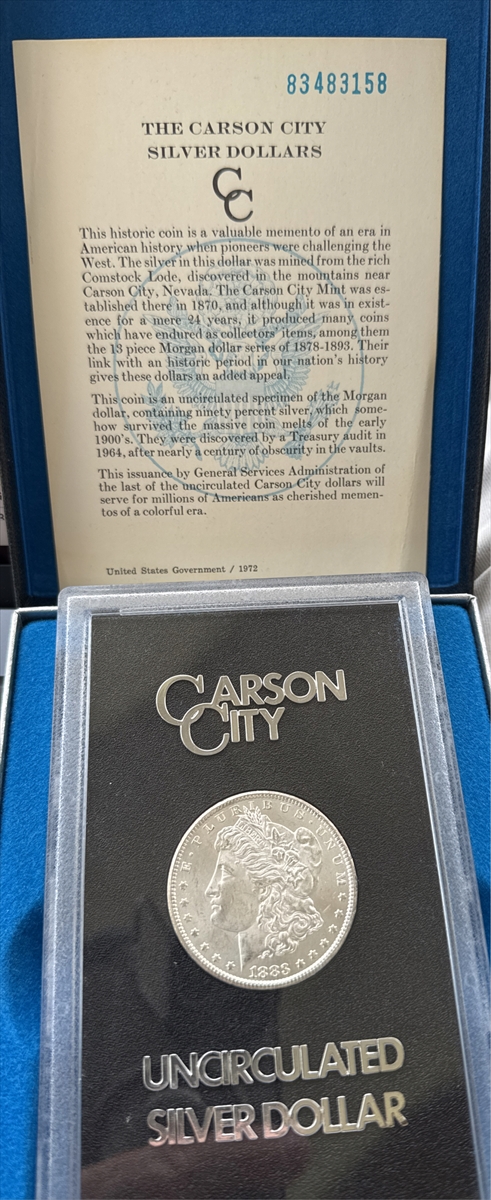 83483158
THE CARSON CITY
SILVER DOLLARS
CC
This historic coin is a valuable memento of an era in
American history when pioneers were challenging the
West. The silver in this dollar was mined from the rich
Comstock Lode, discovered in the mountains near
Carson City, Nevada. The Carson City Mint was es-
tablished there in 1870, and although it was in exist-
ence for a mere 24 years, it produced many coins
which have endured as collectors' items, among them
the 13 piece Morgan dollar series of 1878-1893. Their
link with an historic period in our nation's history
gives these dollars an added appeal.
This coin is an uncirculated specimen of the Morgan
dollar, containing ninety percent silver, which some-
how survived the massive coin melts of the early
1900's. They were discovered by a Treasury audit in
1964, after nearly a century of obscurity in the vaults.
This issuance by General Services Administration of
the last of the uncirculated Carson City dollars will
serve for millions of Americans as cherished memen-
tos of a colorful era.
United States Government / 1972
CARSON
CITY
E · PLURIBUS · UNUM
1883
UNCIRCULATED
SILVER DOLLAR